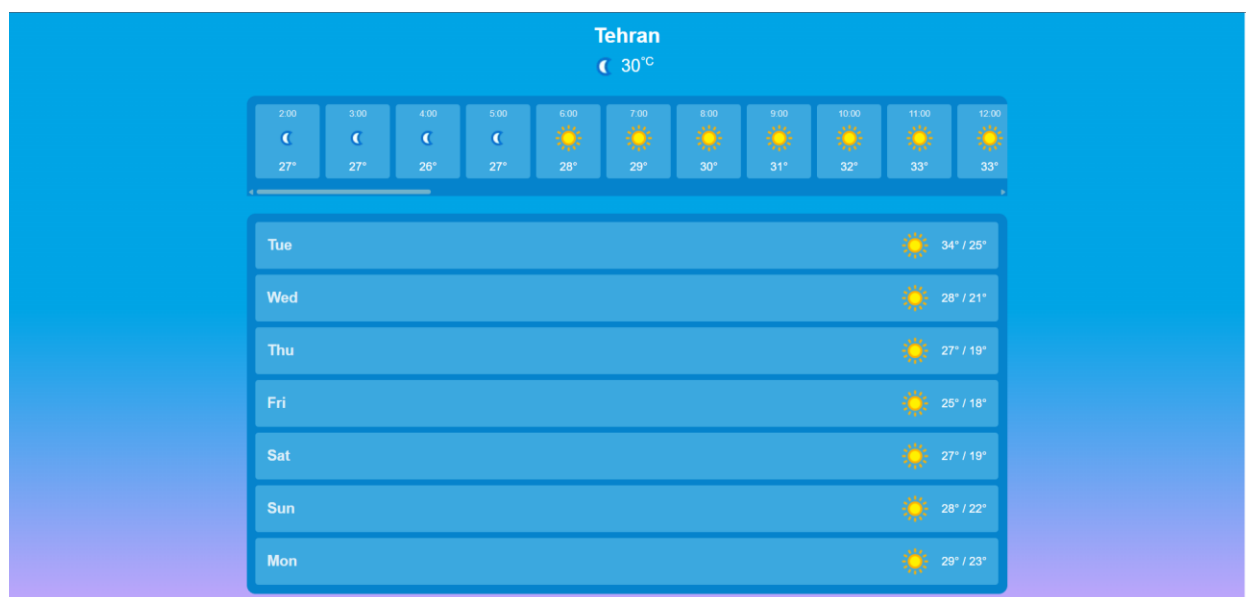 Tehran
30°C
2:00 3:00 4:00 5:00 6:00 7:00 8:00 9:00 10:00 11:00 12:00
27° 27° 26° 27° 28° 29° 30° 31° 32° 33° 33°
Tue 34° / 25°
Wed 28° / 21°
Thu 27° / 19°
Fri 25° / 18°
Sat 27° / 19°
Sun 28° / 22°
Mon 29° / 23°